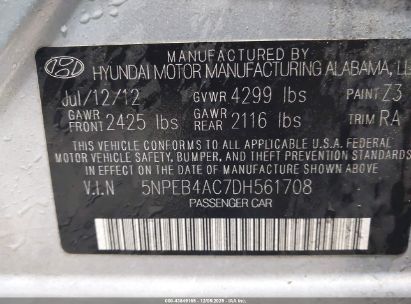 MANUFACTURED BY
HYUNDAI MOTOR MANUFACTURING ALABAMA, LL
Jul/12/12 GVWR 4299 lbs PAINT Z3
GAWR FRONT 2425 lbs GAWR REAR 2116 lbs TRIM RA
THIS VEHICLE CONFORMS TO ALL APPLICABLE U.S.A. FEDERAL
MOTOR VEHICLE SAFETY, BUMPER, AND THEFT PREVENTION
STANDARDS IN EFFECT ON THE DATE OF MANUFACTURE
SHOWN ABOVE.
V.I.N 5NPEB4AC7DH561708
PASSENGER CAR